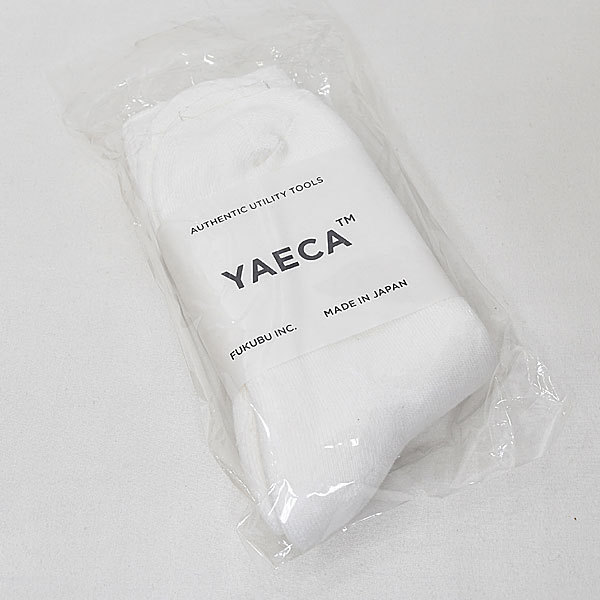 AUTHENTIC UTILITY TOOLS
YAECA™
FUKUBU INC. MADE IN JAPAN